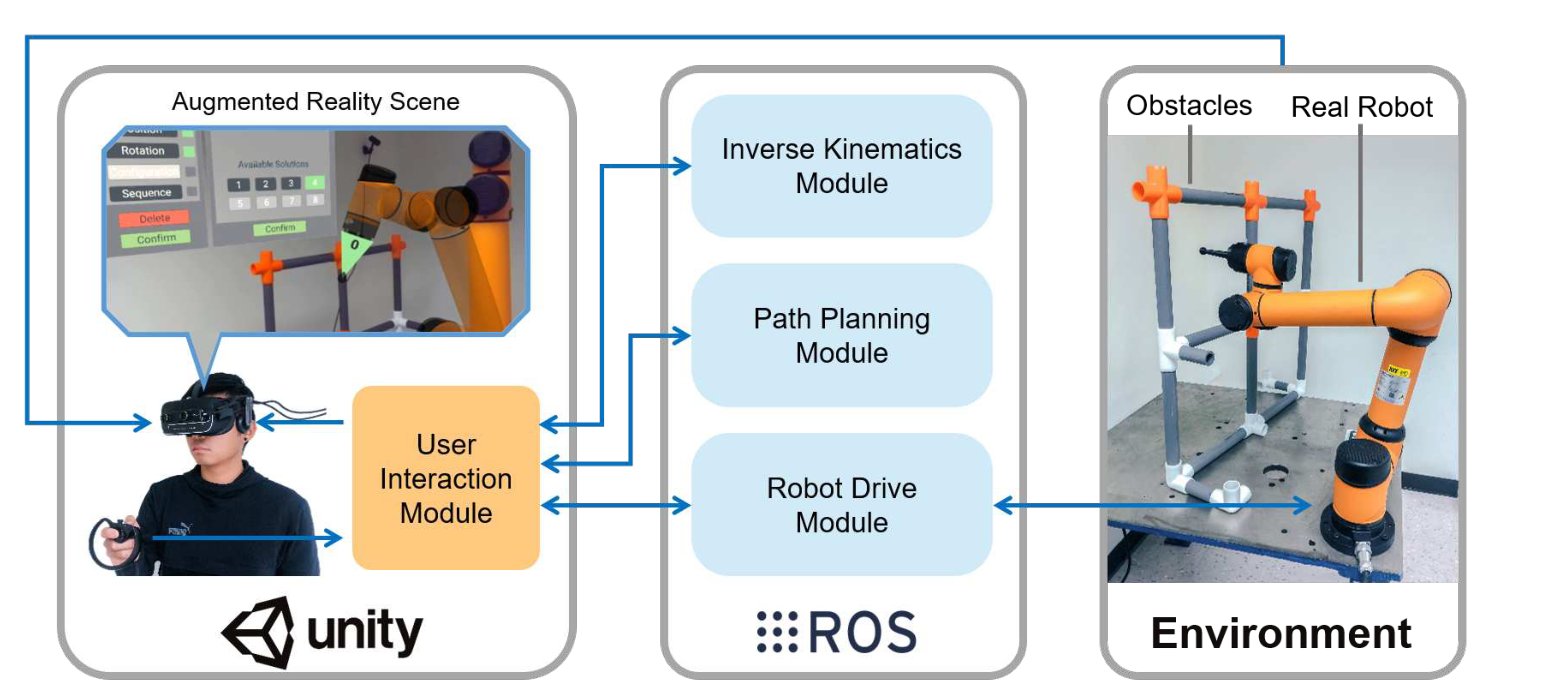 Augmented Reality Scene
Rotation
Sequence
Delete
Confirm
Available Solutions
1 2 3 4
5 6 7 8
Confirm
0
User
Interaction
Module
unity
Inverse Kinematics
Module
Path Planning
Module
Robot Drive
Module
ROS
Obstacles
Real Robot
Environment